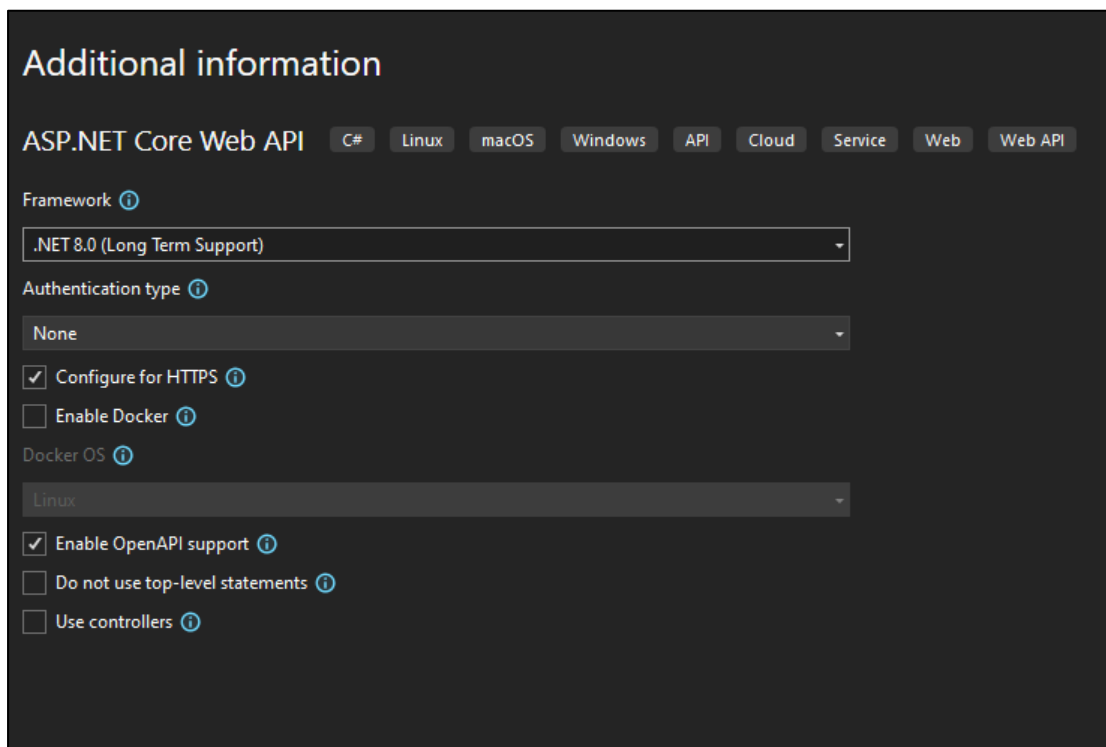 Additional information
ASP.NET Core Web API C# Linux macOS Windows API Cloud Service Web Web API
Framework
.NET 8.0 (Long Term Support)
Authentication type
None
Configure for HTTPS
Enable Docker
Docker OS
Linux
Enable OpenAPI support
Do not use top-level statements
Use controllers